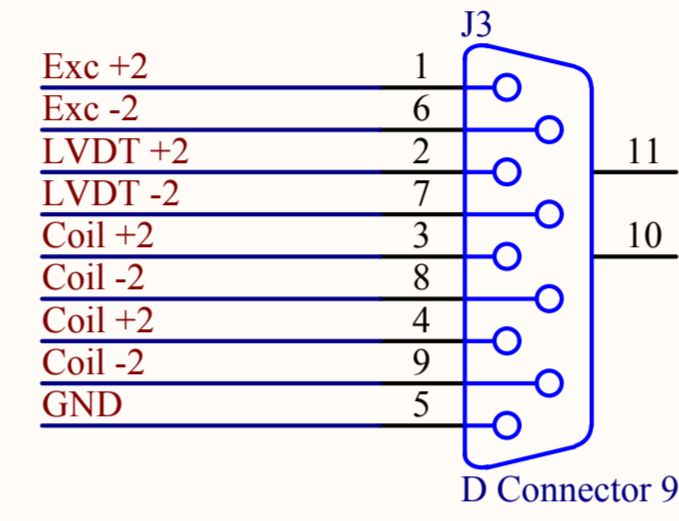 J3
Exc +2 1
Exc -2 6
LVDT +2 2
11
LVDT -2 7
Coil +2 3
10
Coil -2 8
Coil +2 4
Coil -2 9
GND 5
D Connector 9